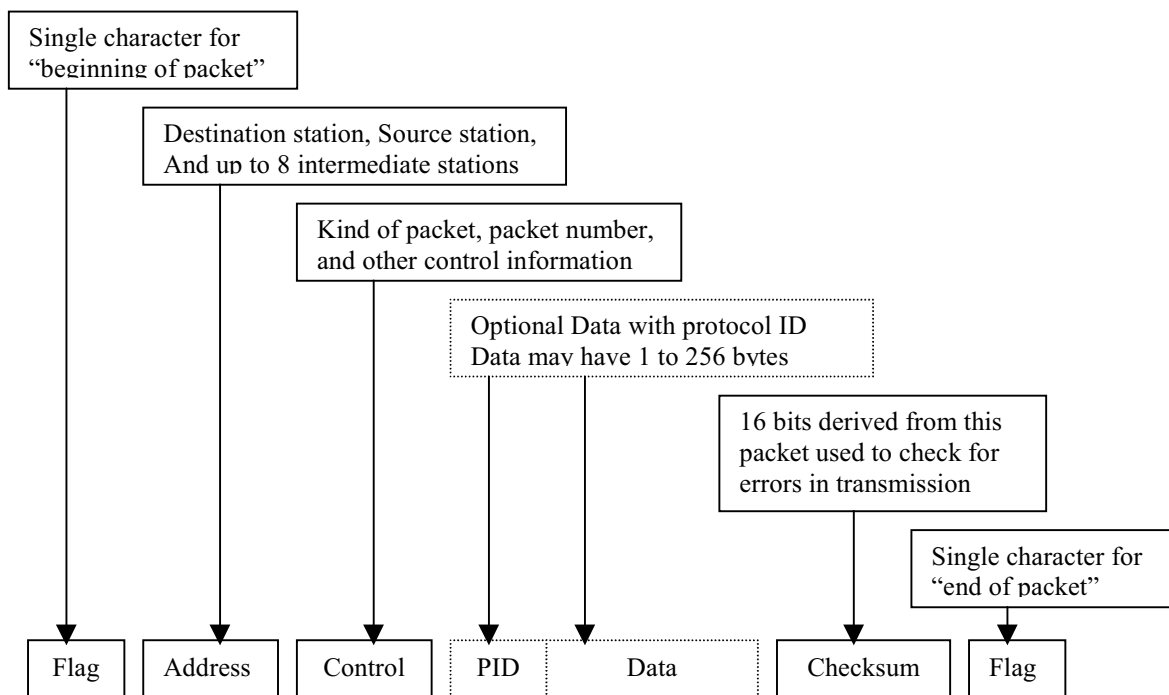 Single character for
“beginning of packet”
Destination station, Source station,
And up to 8 intermediate stations
Kind of packet, packet number,
and other control information
Optional Data with protocol ID
Data may have 1 to 256 bytes
16 bits derived from this
packet used to check for
errors in transmission
Single character for
“end of packet”
Flag Address Control PID Data Checksum Flag